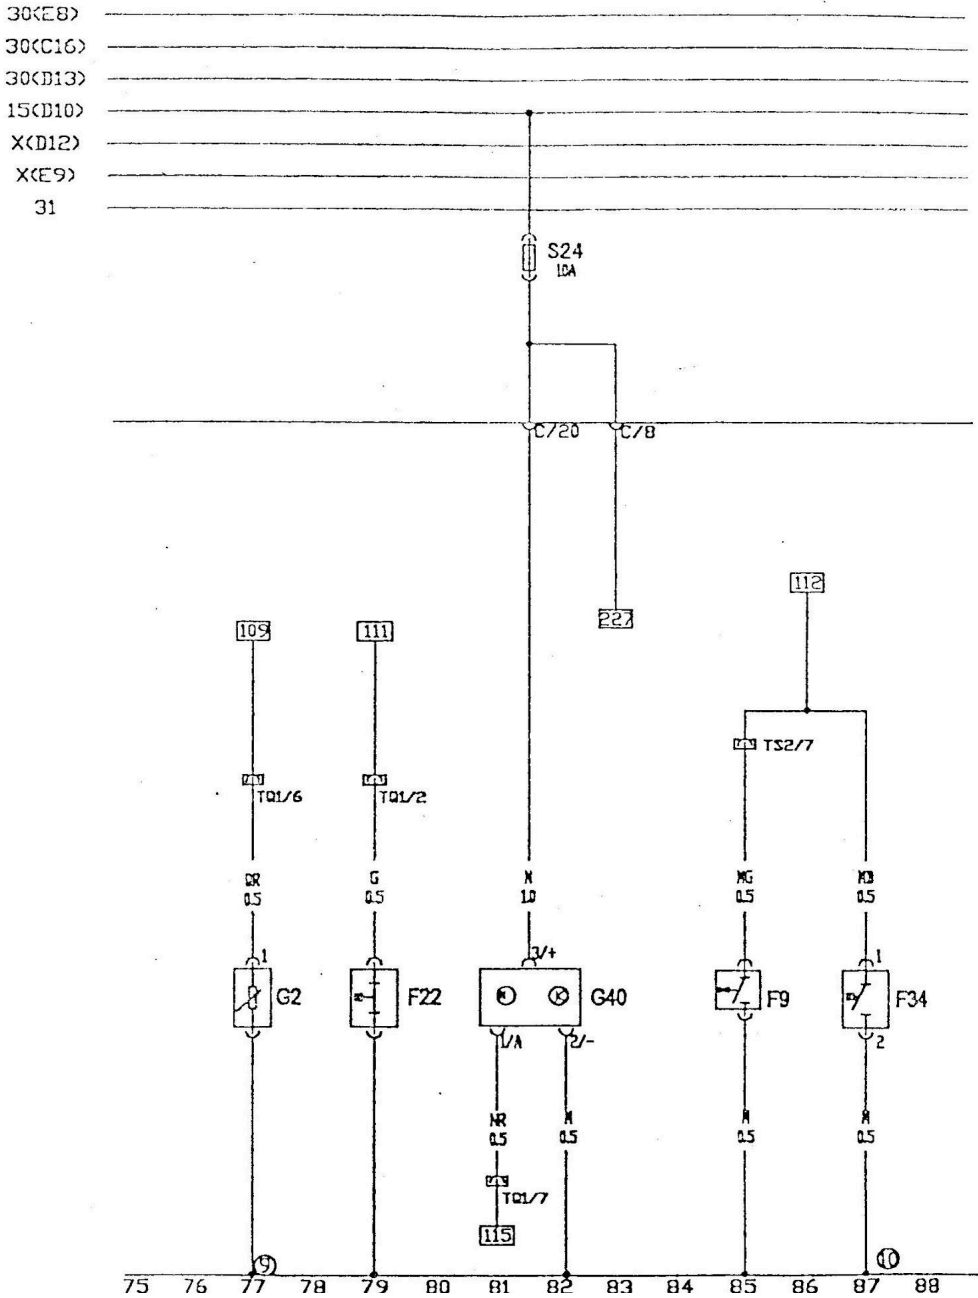 30(E8)
30(C16)
30(D13)
15(D10)
X(D12)
X(E9)
31
S24
10A
C/20 C/8
112
227
109 111
TS2/7
TQ1/6 TQ1/2
G N MG
0.5 0.5 1.0 0.5 0.5
1 3/+ 1
G2 F22 G40 F9 F34
1/A 2/- 2
NR M M M
0.5 0.5 0.5 0.5
TQ1/7
115
9 10
75 76 77 78 79 80 81 82 83 84 85 86 87 88